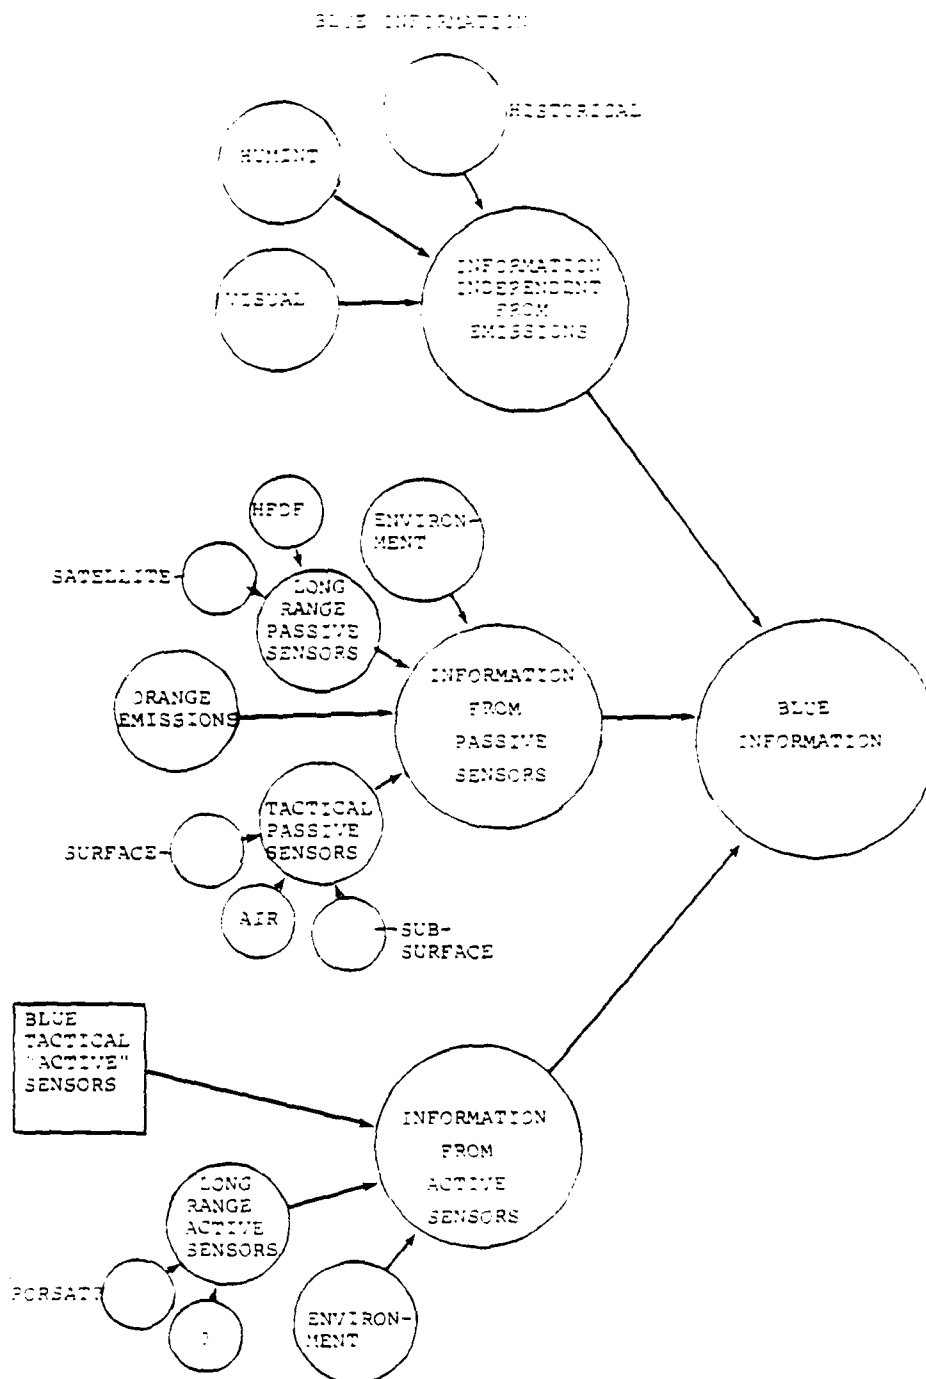 BLUE INFORMATION
HISTORICAL
HUMINT
VISUAL
INFORMATION
INDEPENDENT
FROM
EMISSIONS
HFDF
ENVIRON-
MENT
SATELLITE
LONG
RANGE
PASSIVE
SENSORS
ORANGE
EMISSIONS
INFORMATION
FROM
PASSIVE
SENSORS
BLUE
INFORMATION
TACTICAL
PASSIVE
SENSORS
SURFACE
AIR
SUB-
SURFACE
BLUE
TACTICAL
"ACTIVE"
SENSORS
INFORMATION
FROM
ACTIVE
SENSORS
LONG
RANGE
ACTIVE
SENSORS
ENVIRON-
MENT